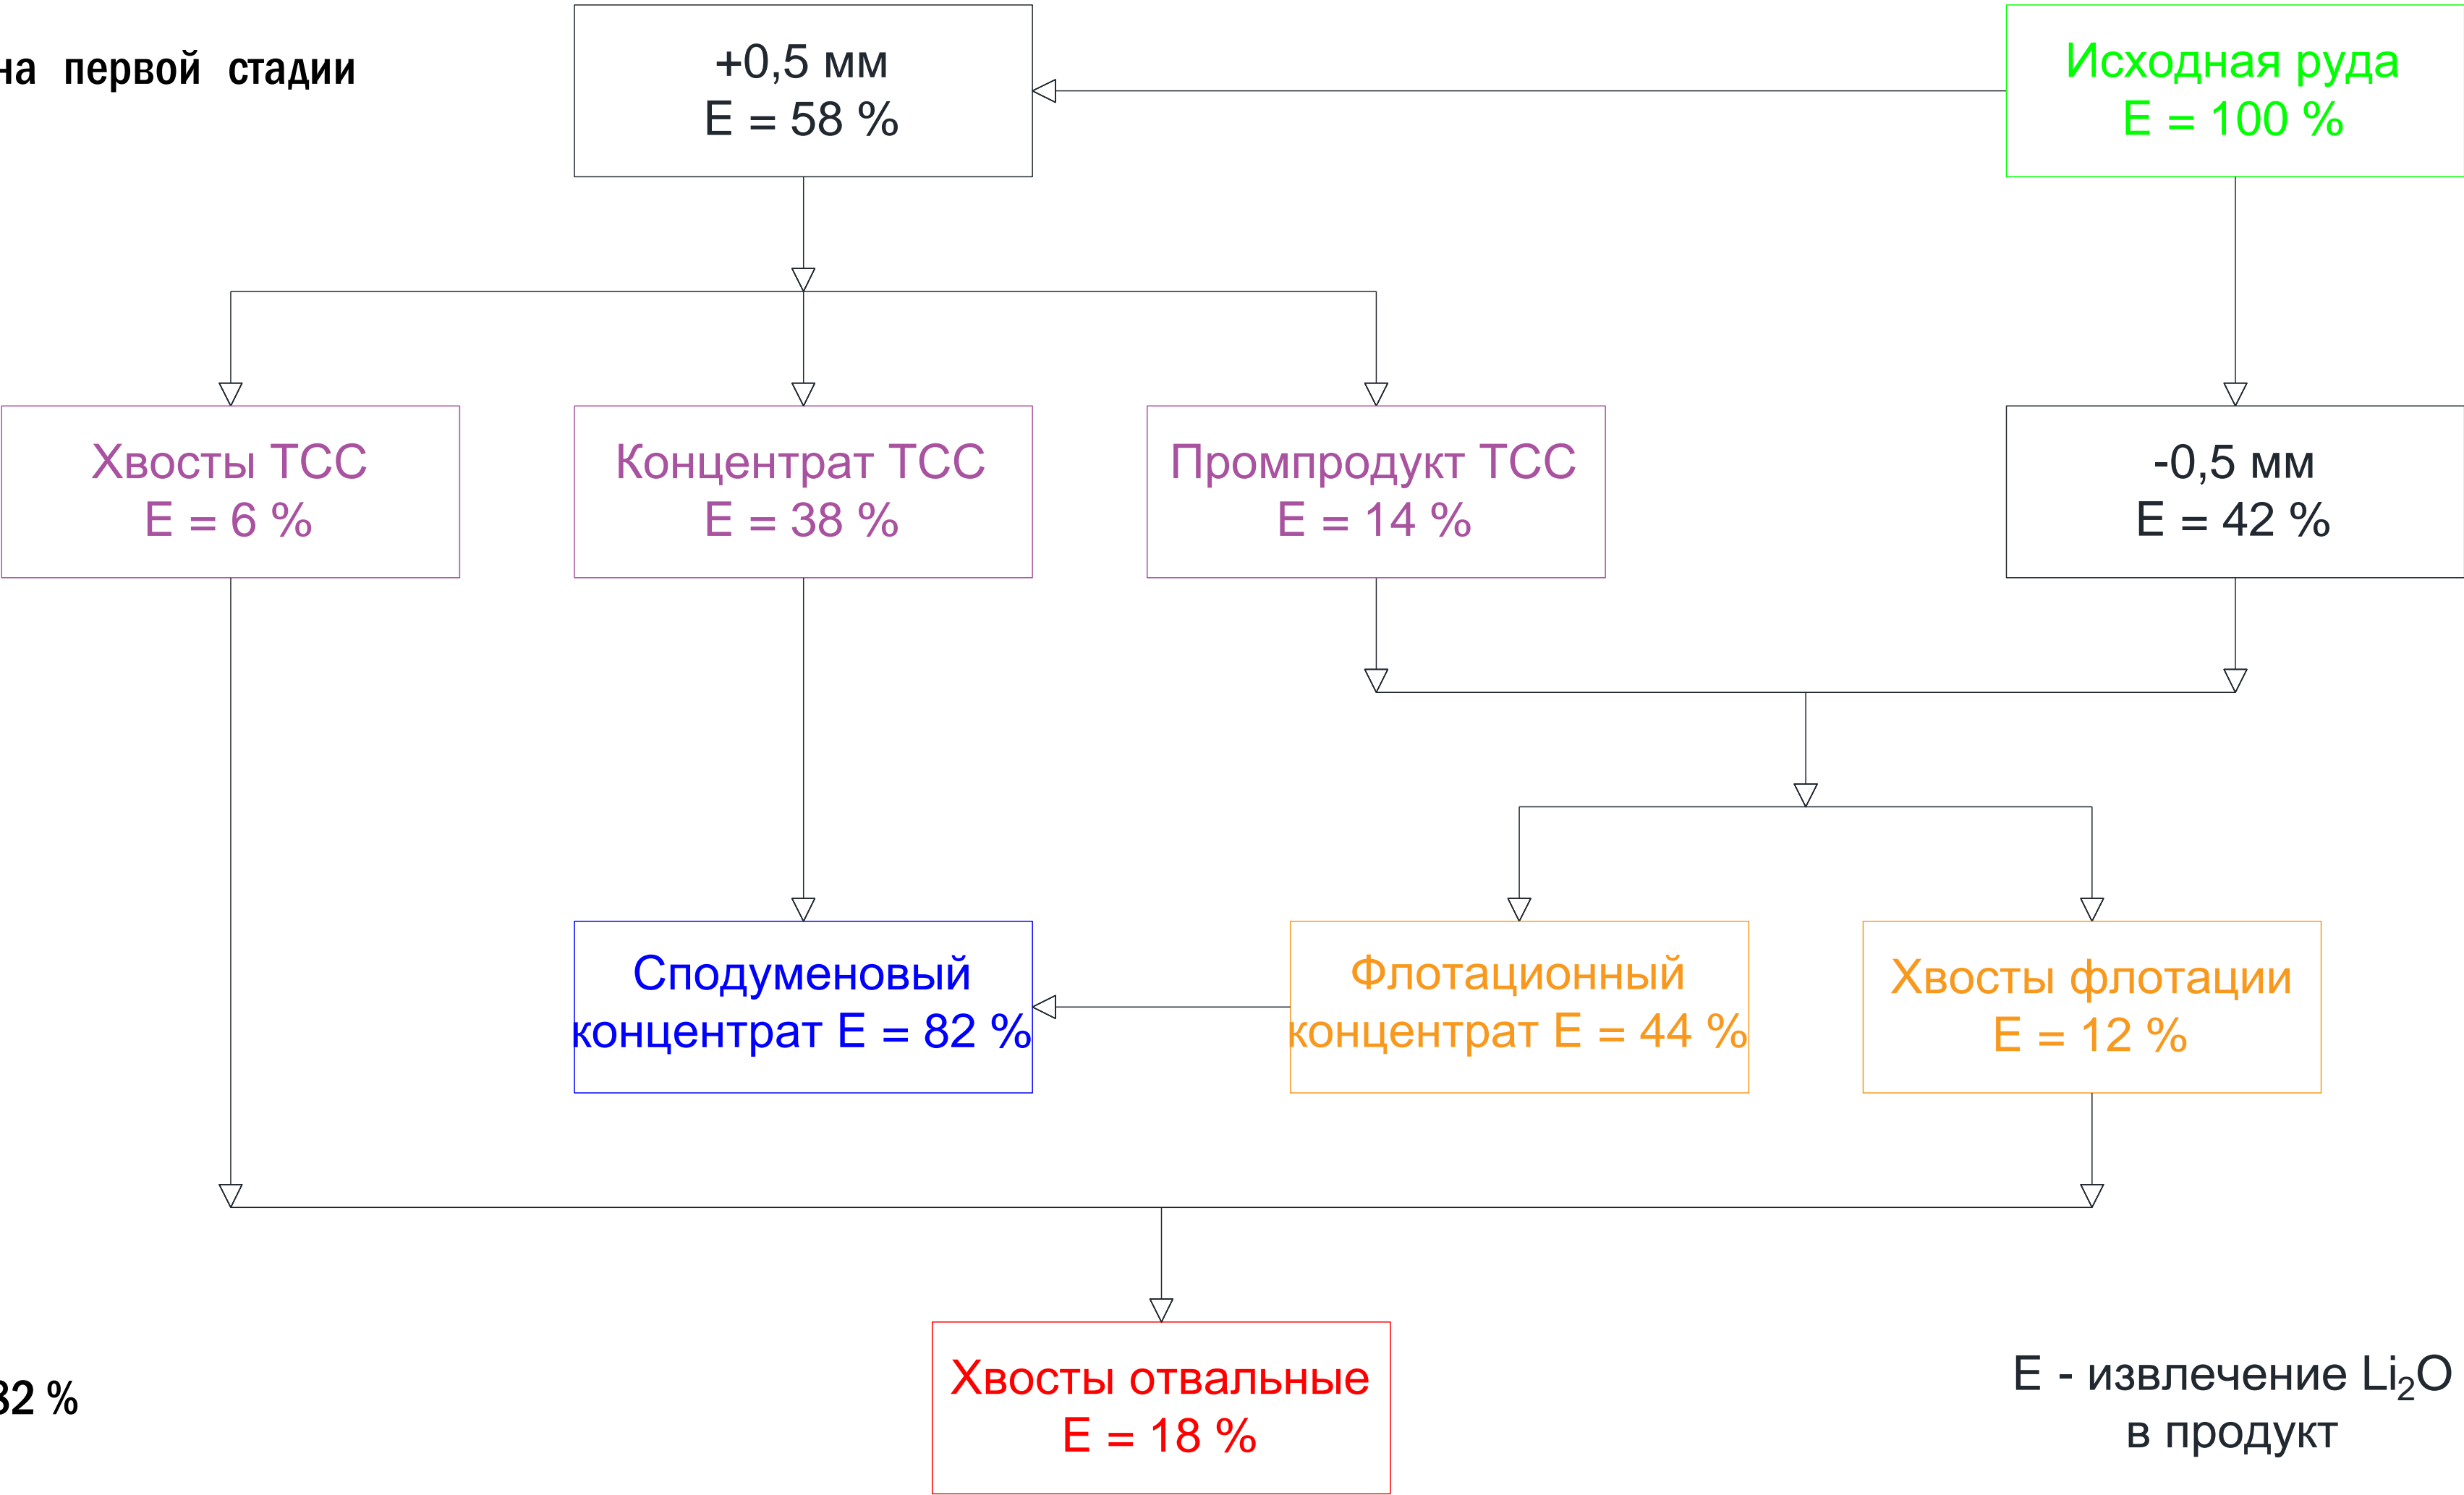 на первой стадии
+0,5 мм
E = 58 %
Исходная руда
E = 100 %
Хвосты ТСС
E = 6 %
Концентрат ТСС
E = 38 %
Промпродукт ТСС
E = 14 %
-0,5 мм
E = 42 %
Сподуменовый
концентрат E = 82 %
Флотационный
концентрат E = 44 %
Хвосты флотации
E = 12 %
Хвосты отвальные
E = 18 %
82 %
E - извлечение Li₂O
в продукт